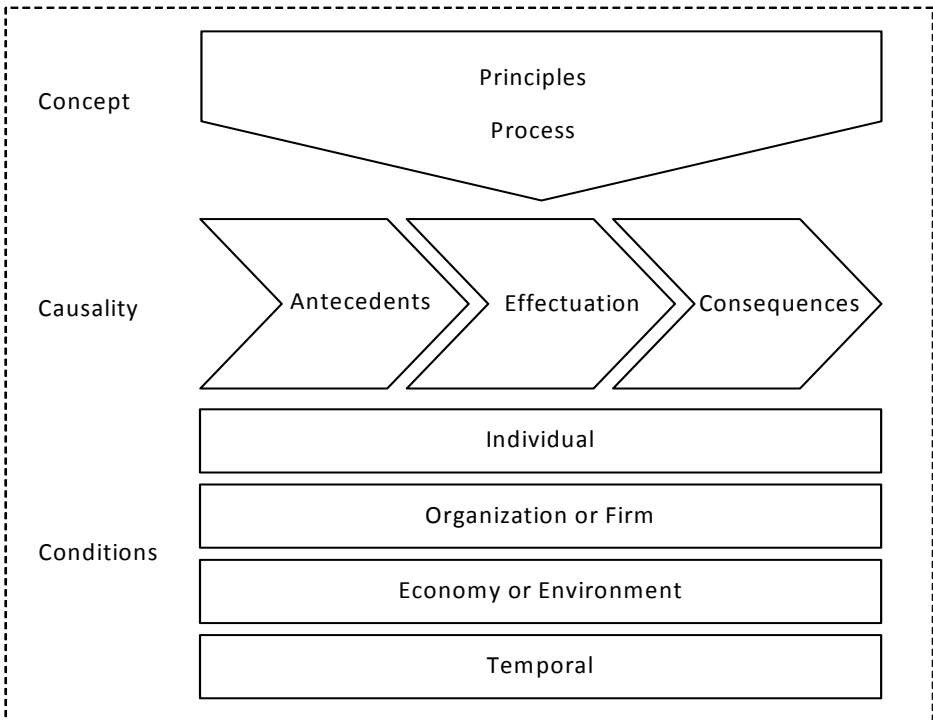 Concept
Principles
Process
Causality
Antecedents
Effectuation
Consequences
Conditions
Individual
Organization or Firm
Economy or Environment
Temporal